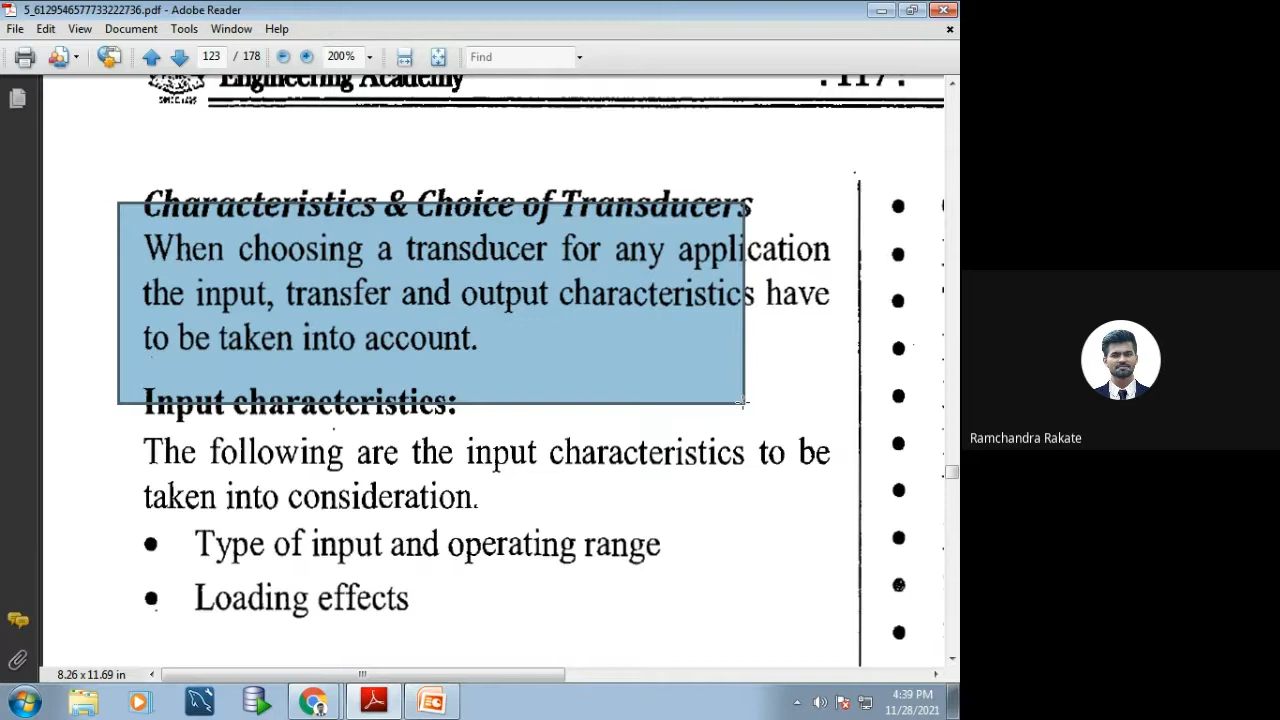 5_6129546577733222736.pdf - Adobe Reader
File Edit View Document Tools Window Help
123 / 178 200% Find
Engineering Academy : 117 :
Characteristics & Choice of Transducers
When choosing a transducer for any application
the input, transfer and output characteristics have
to be taken into account.
Input characteristics:
The following are the input characteristics to be
taken into consideration.
• Type of input and operating range
• Loading effects
8.26 x 11.69 in
Ramchandra Rakate
4:39 PM
11/28/2021